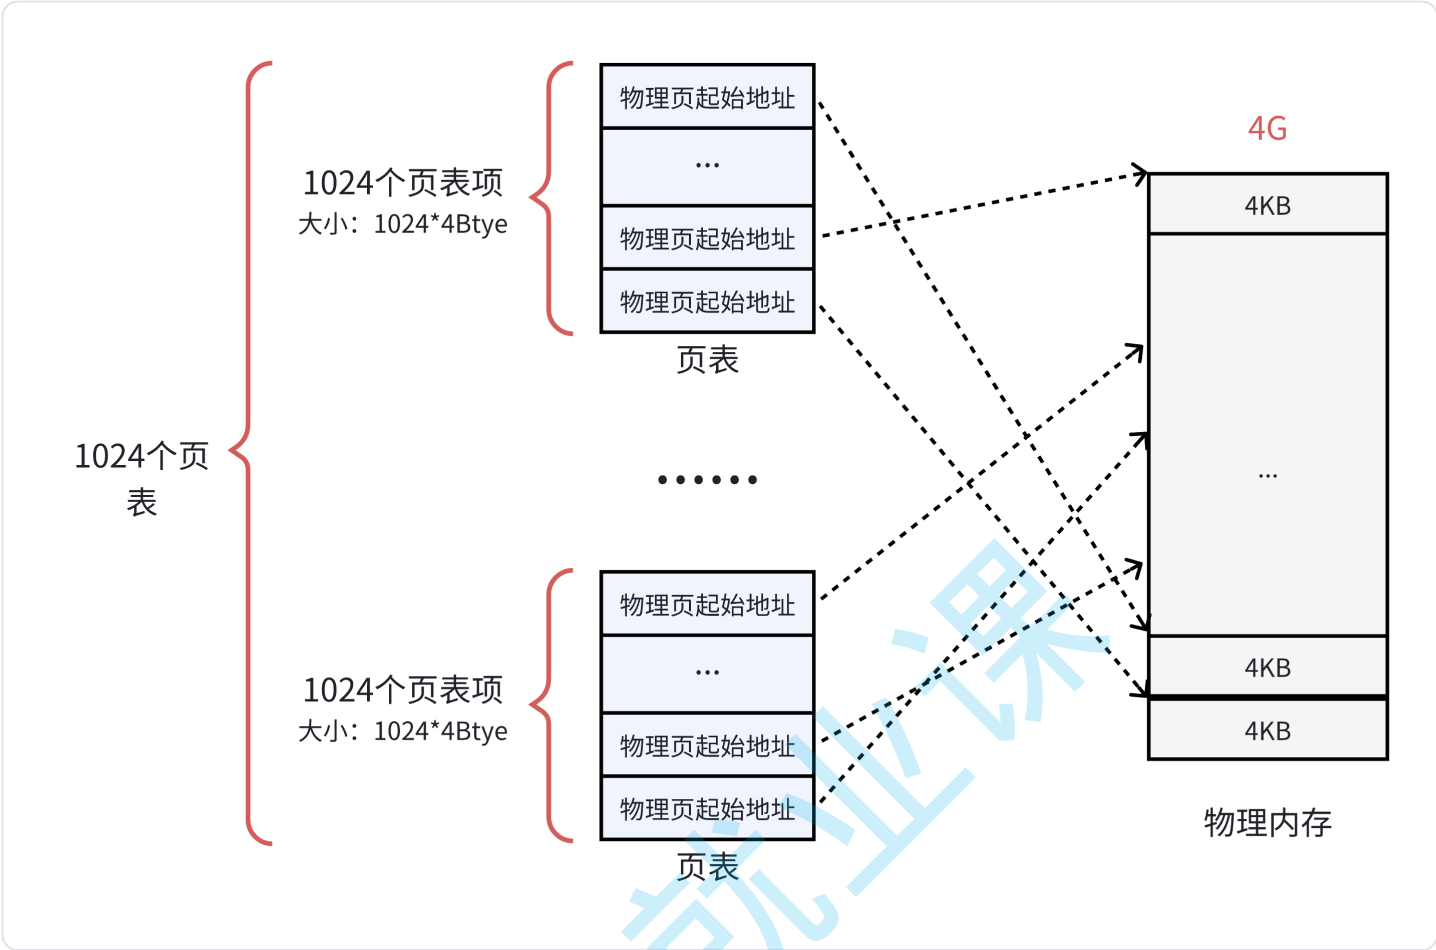 物理页起始地址
...
物理页起始地址
物理页起始地址
页表
1024个页表项
大小：1024*4Btye
1024个页
表
......
物理页起始地址
...
物理页起始地址
物理页起始地址
页表
1024个页表项
大小：1024*4Btye
4G
4KB
...
4KB
4KB
物理内存
就业课